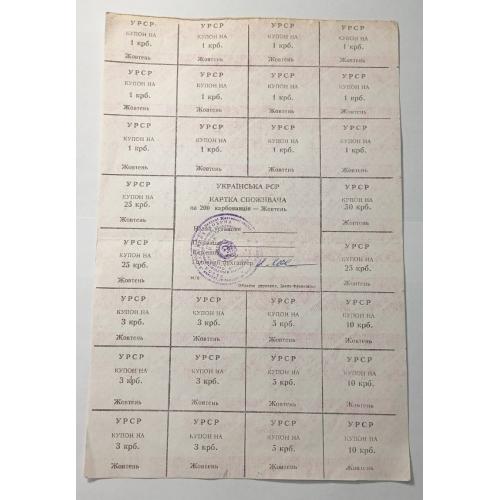 УРСР УРСР УРСР УРСР
КУПОН НА КУПОН НА КУПОН НА КУПОН НА
1 крб. 1 крб. 1 крб. 1 крб.
Жовтень Жовтень Жовтень Жовтень
УРСР УРСР УРСР УРСР
КУПОН НА КУПОН НА КУПОН НА КУПОН НА
1 крб. 1 крб. 1 крб. 1 крб.
Жовтень Жовтень Жовтень Жовтень
УРСР УРСР УРСР УРСР
КУПОН НА КУПОН НА КУПОН НА КУПОН НА
1 крб. 1 крб. 1 крб. 1 крб.
Жовтень Жовтень Жовтень Жовтень
УРСР
КУПОН НА
25 крб.
Жовтень
УКРАЇНСЬКА РСР
КАРТКА СПОЖИВАЧА
на 200 карбованців — Жовтень
Назва установи
Прізвище
Керівник
Головний бухгалтер
М.П.
УРСР
КУПОН НА
50 крб.
Жовтень
УРСР УРСР
КУПОН НА КУПОН НА
25 крб. 25 крб.
Жовтень Жовтень
УРСР УРСР УРСР УРСР
КУПОН НА КУПОН НА КУПОН НА КУПОН НА
3 крб. 3 крб. 5 крб. 10 крб.
Жовтень Жовтень Жовтень Жовтень
УРСР УРСР УРСР УРСР
КУПОН НА КУПОН НА КУПОН НА КУПОН НА
3 крб. 3 крб. 5 крб. 10 крб.
Жовтень Жовтень Жовтень Жовтень
УРСР УРСР УРСР УРСР
КУПОН НА КУПОН НА КУПОН НА КУПОН НА
3 крб. 3 крб. 5 крб. 10 крб.
Жовтень Жовтень Жовтень Жовтень